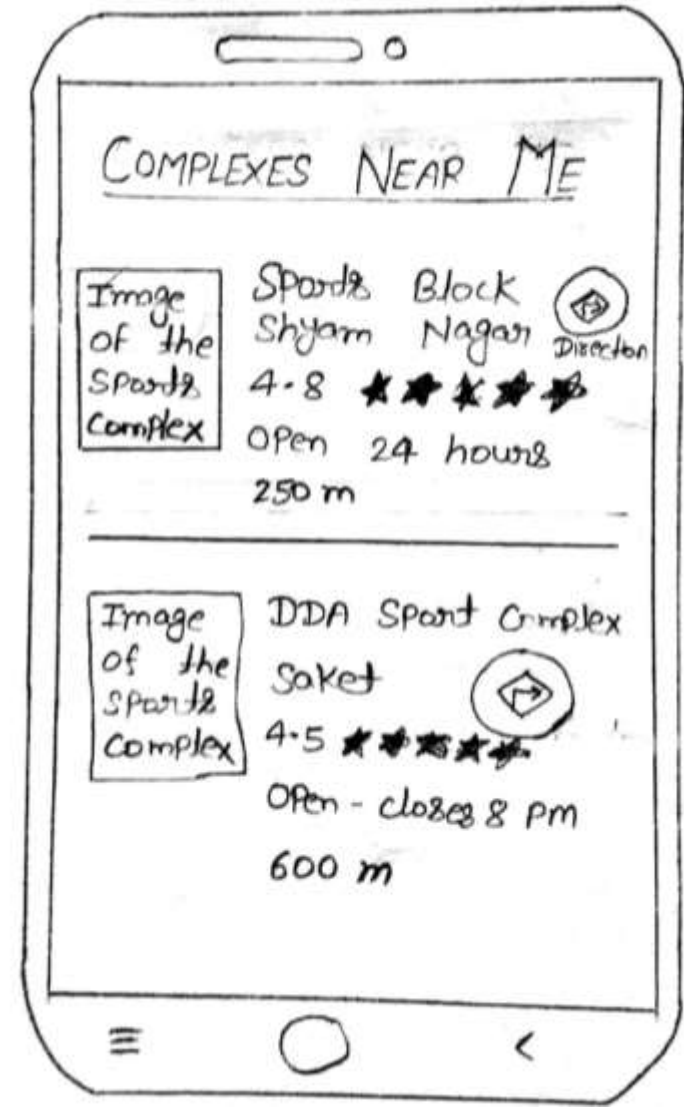 COMPLEXES NEAR ME
Image
of the
Sports
Complex
Sports Block
Shyam Nagar
Direction
4.8
Open 24 hours
250 m
Image
of the
Sports
Complex
DDA Sport Complex
Saket
4.5
Open - closes 8 pm
600 m